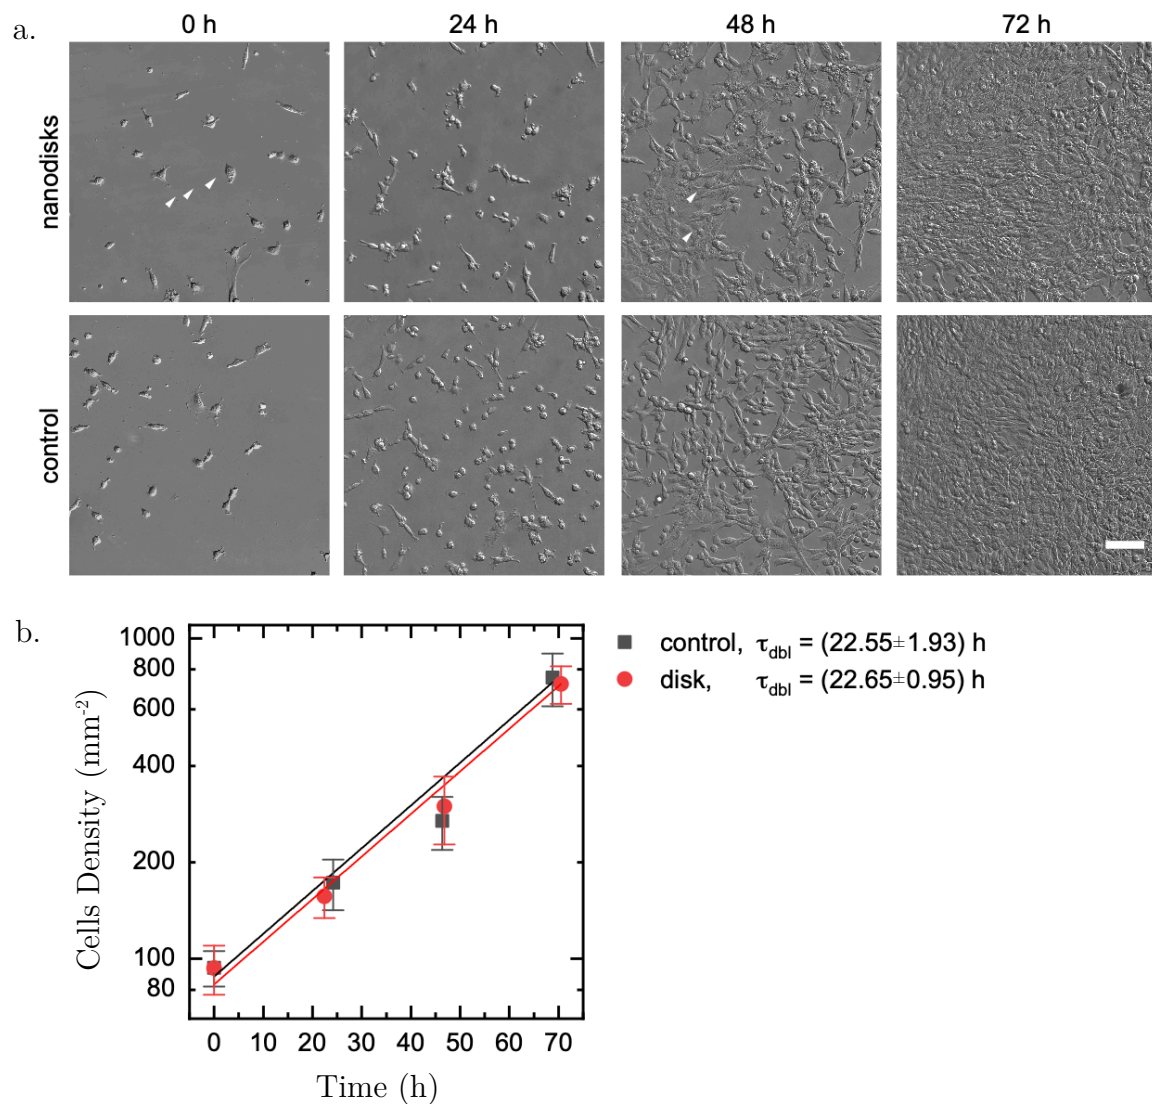 a.
0 h 24 h 48 h 72 h
nanodisks
control
b.
1000
800
600
400
200
100
80
Cells Density (mm⁻²)
0 10 20 30 40 50 60 70
Time (h)
control, τdbl = (22.55±1.93) h
disk, τdbl = (22.65±0.95) h